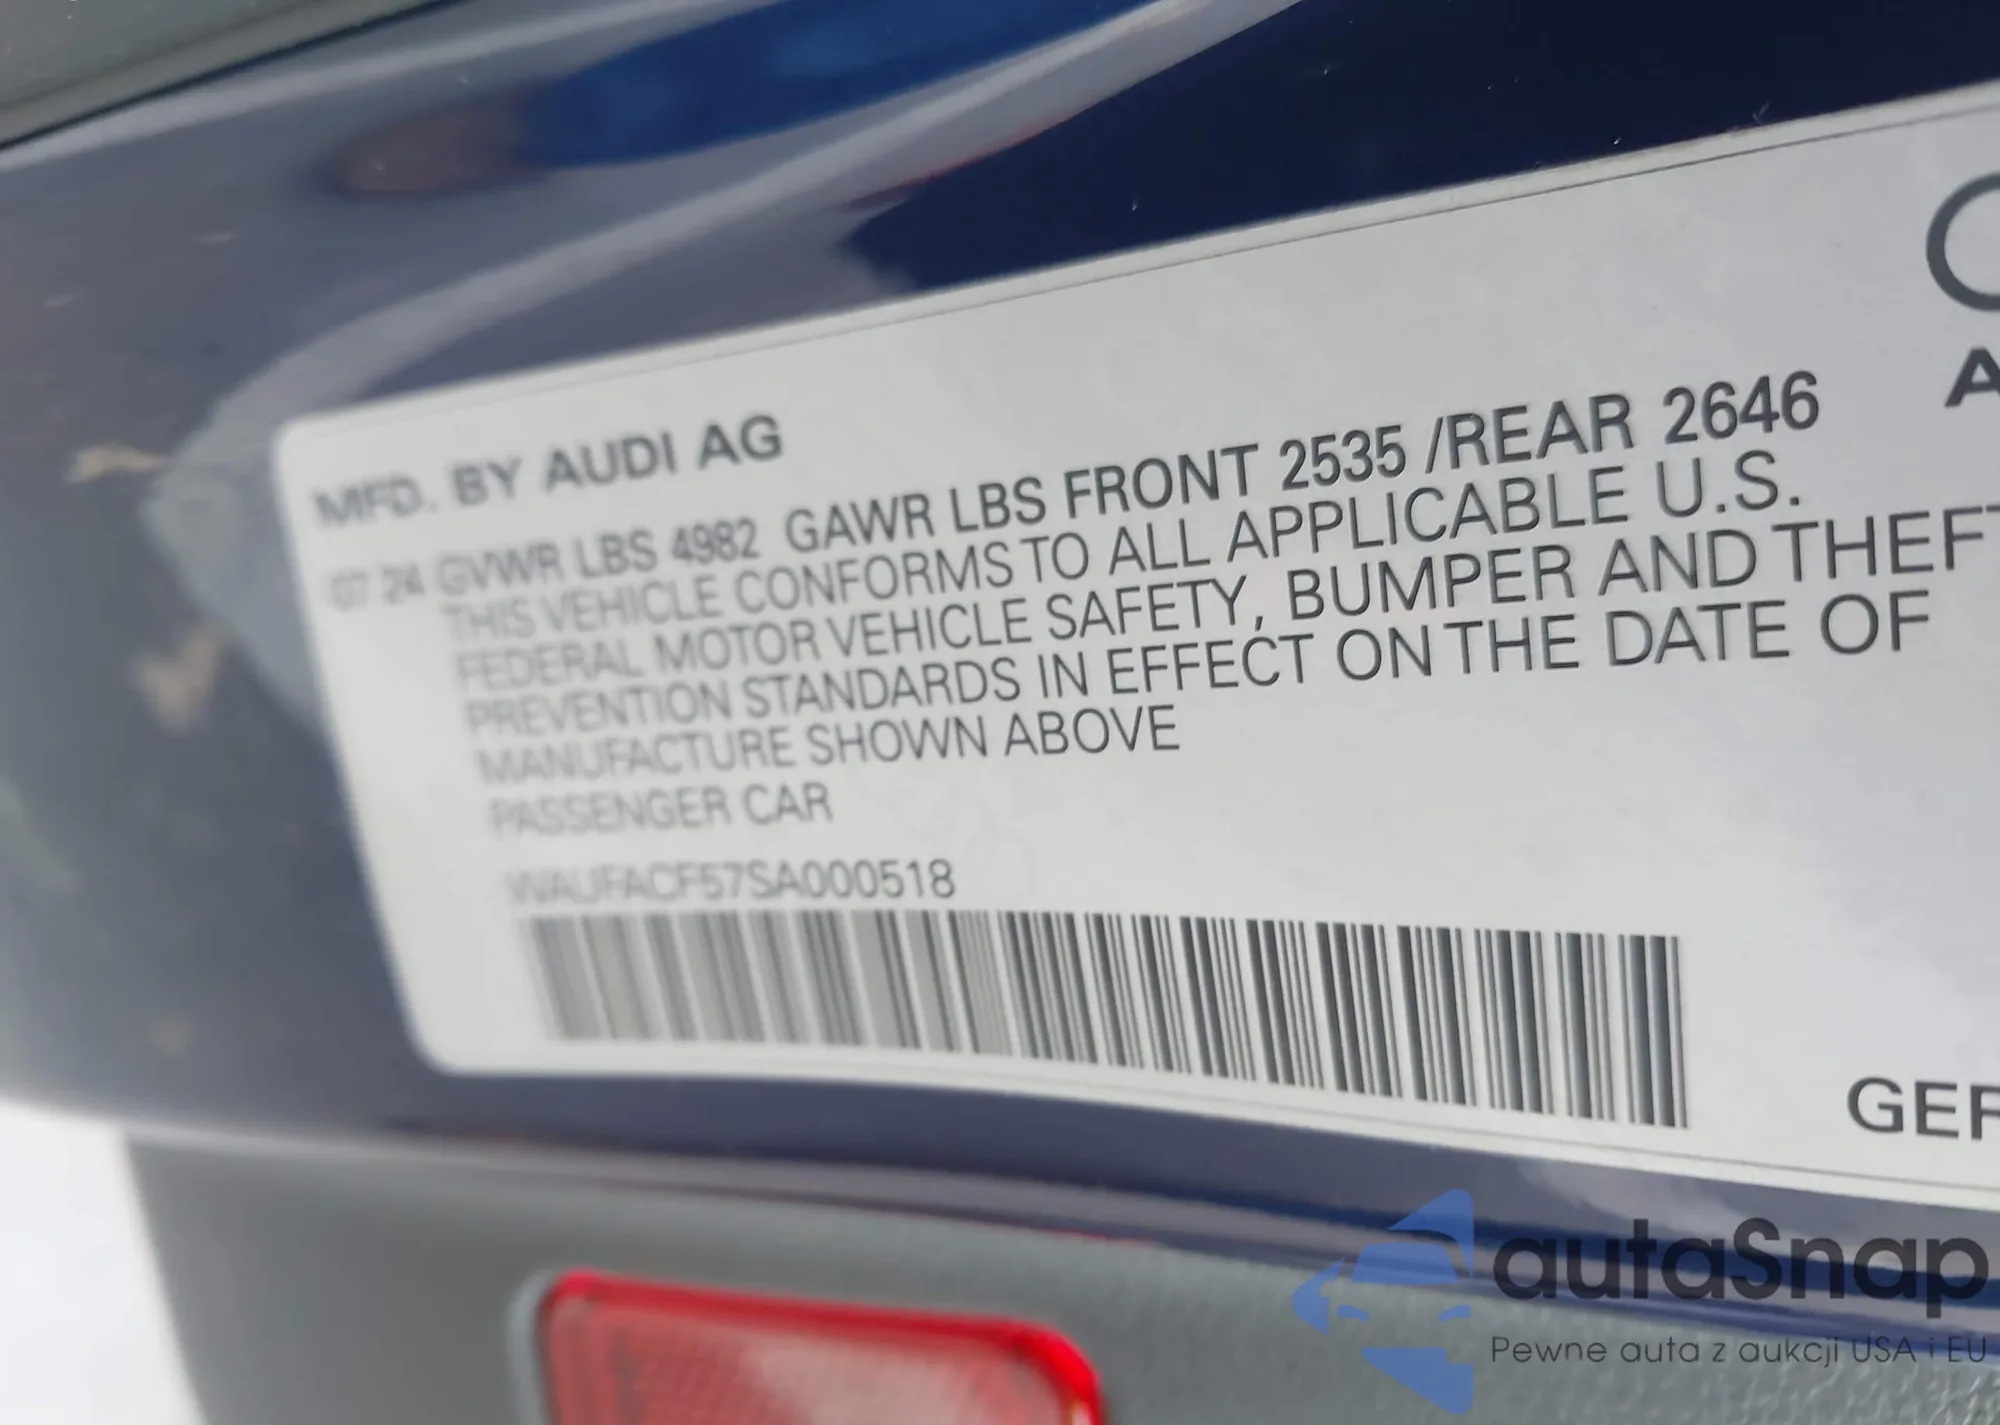 MFD. BY AUDI AG
07 24 GVWR LBS 4982 GAWR LBS FRONT 2535 /REAR 2646
THIS VEHICLE CONFORMS TO ALL APPLICABLE U.S.
FEDERAL MOTOR VEHICLE SAFETY, BUMPER AND THEFT
PREVENTION STANDARDS IN EFFECT ON THE DATE OF
MANUFACTURE SHOWN ABOVE
PASSENGER CAR
WAUFACF57SA000518
A
GER
autaSnap
Pewne auta z aukcji USA i EU